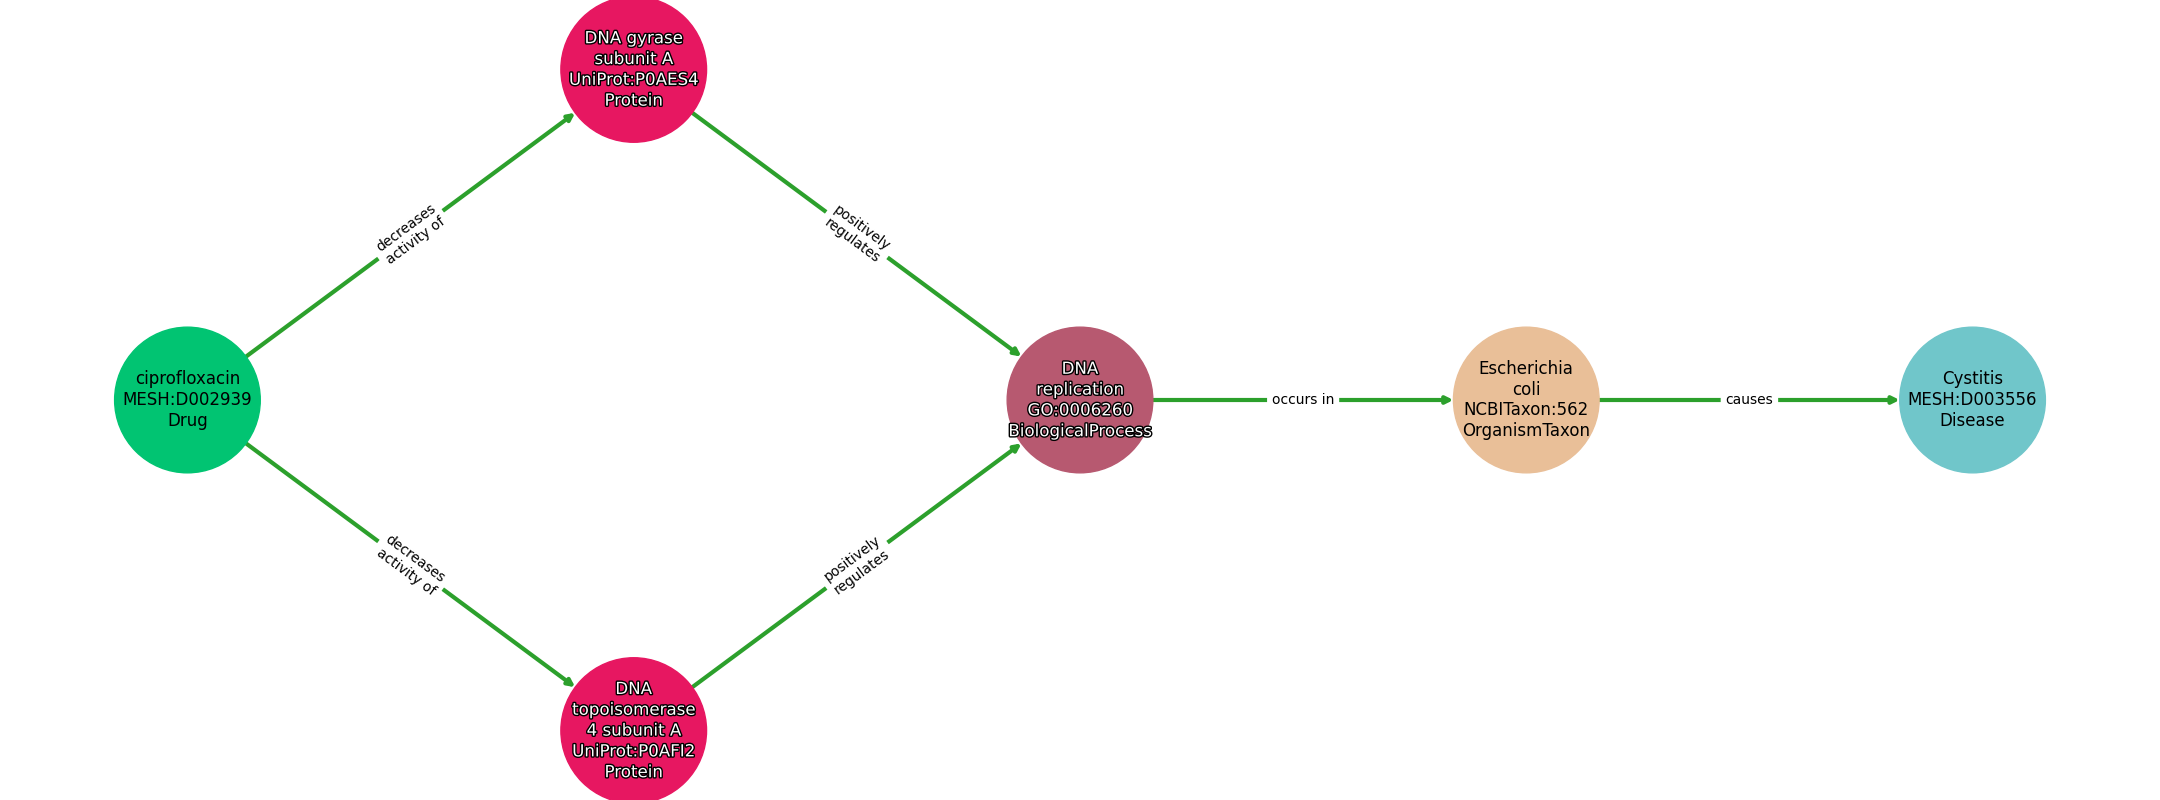 DNA gyrase
subunit A
UniProt:P0AES4
Protein
decreases
activity of
positively
regulates
ciprofloxacin
MESH:D002939
Drug
DNA
replication
GO:0006260
BiologicalProcess
occurs in
Escherichia
coli
NCBITaxon:562
OrganismTaxon
causes
Cystitis
MESH:D003556
Disease
decreases
activity of
positively
regulates
DNA
topoisomerase
4 subunit A
UniProt:P0AFI2
Protein